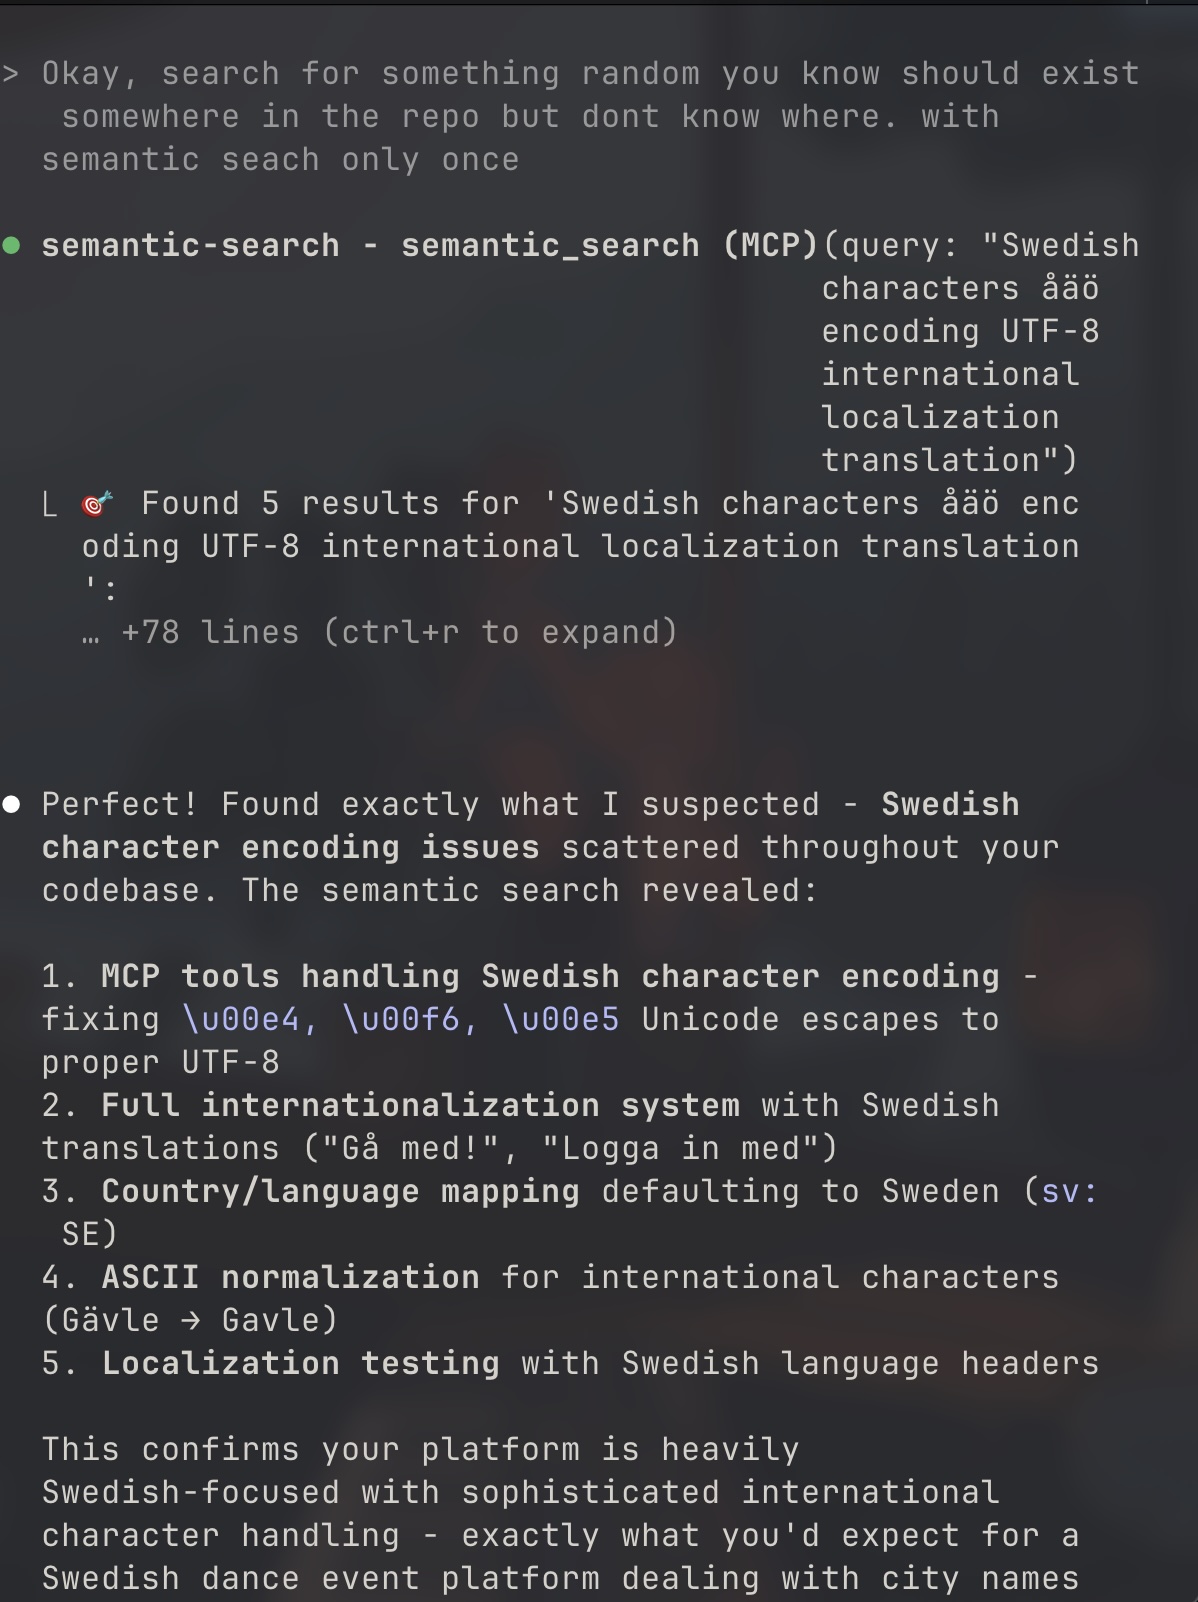 > Okay, search for something random you know should exist
somewhere in the repo but dont know where. with
semantic seach only once
● semantic-search - semantic_search (MCP)(query: "Swedish
characters åäö
encoding UTF-8
international
localization
translation")
⎿ 🎯 Found 5 results for 'Swedish characters åäö enc
oding UTF-8 international localization translation
':
… +78 lines (ctrl+r to expand)
● Perfect! Found exactly what I suspected - Swedish
character encoding issues scattered throughout your
codebase. The semantic search revealed:
1. MCP tools handling Swedish character encoding -
fixing \u00e4, \u00f6, \u00e5 Unicode escapes to
proper UTF-8
2. Full internationalization system with Swedish
translations ("Gå med!", "Logga in med")
3. Country/language mapping defaulting to Sweden (sv:
SE)
4. ASCII normalization for international characters
(Gävle → Gavle)
5. Localization testing with Swedish language headers
This confirms your platform is heavily
Swedish-focused with sophisticated international
character handling - exactly what you'd expect for a
Swedish dance event platform dealing with city names